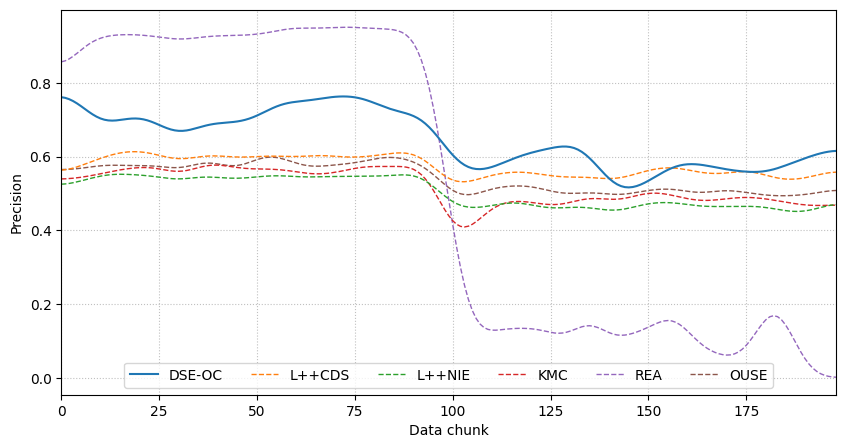 Precision
0.8
0.6
0.4
0.2
0.0
DSE-OC L++CDS L++NIE KMC REA OUSE
0 25 50 75 100 125 150 175
Data chunk